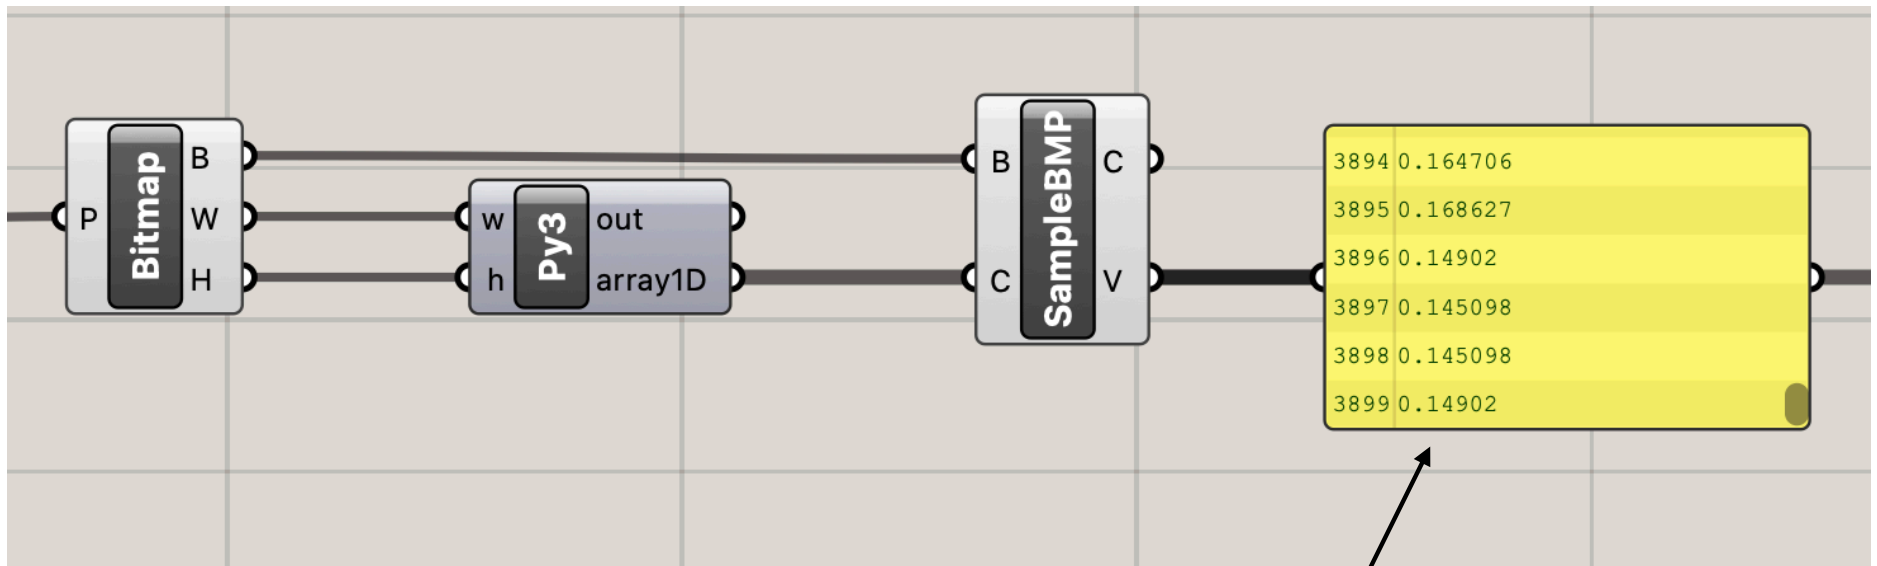 Bitmap
P
B
W
H
Py3
w
h
out
array1D
SampleBMP
B
C
C
V
3894 0.164706
3895 0.168627
3896 0.14902
3897 0.145098
3898 0.145098
3899 0.14902